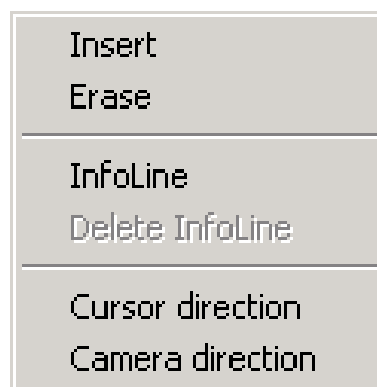 Insert
Erase
InfoLine
Delete InfoLine
Cursor direction
Camera direction